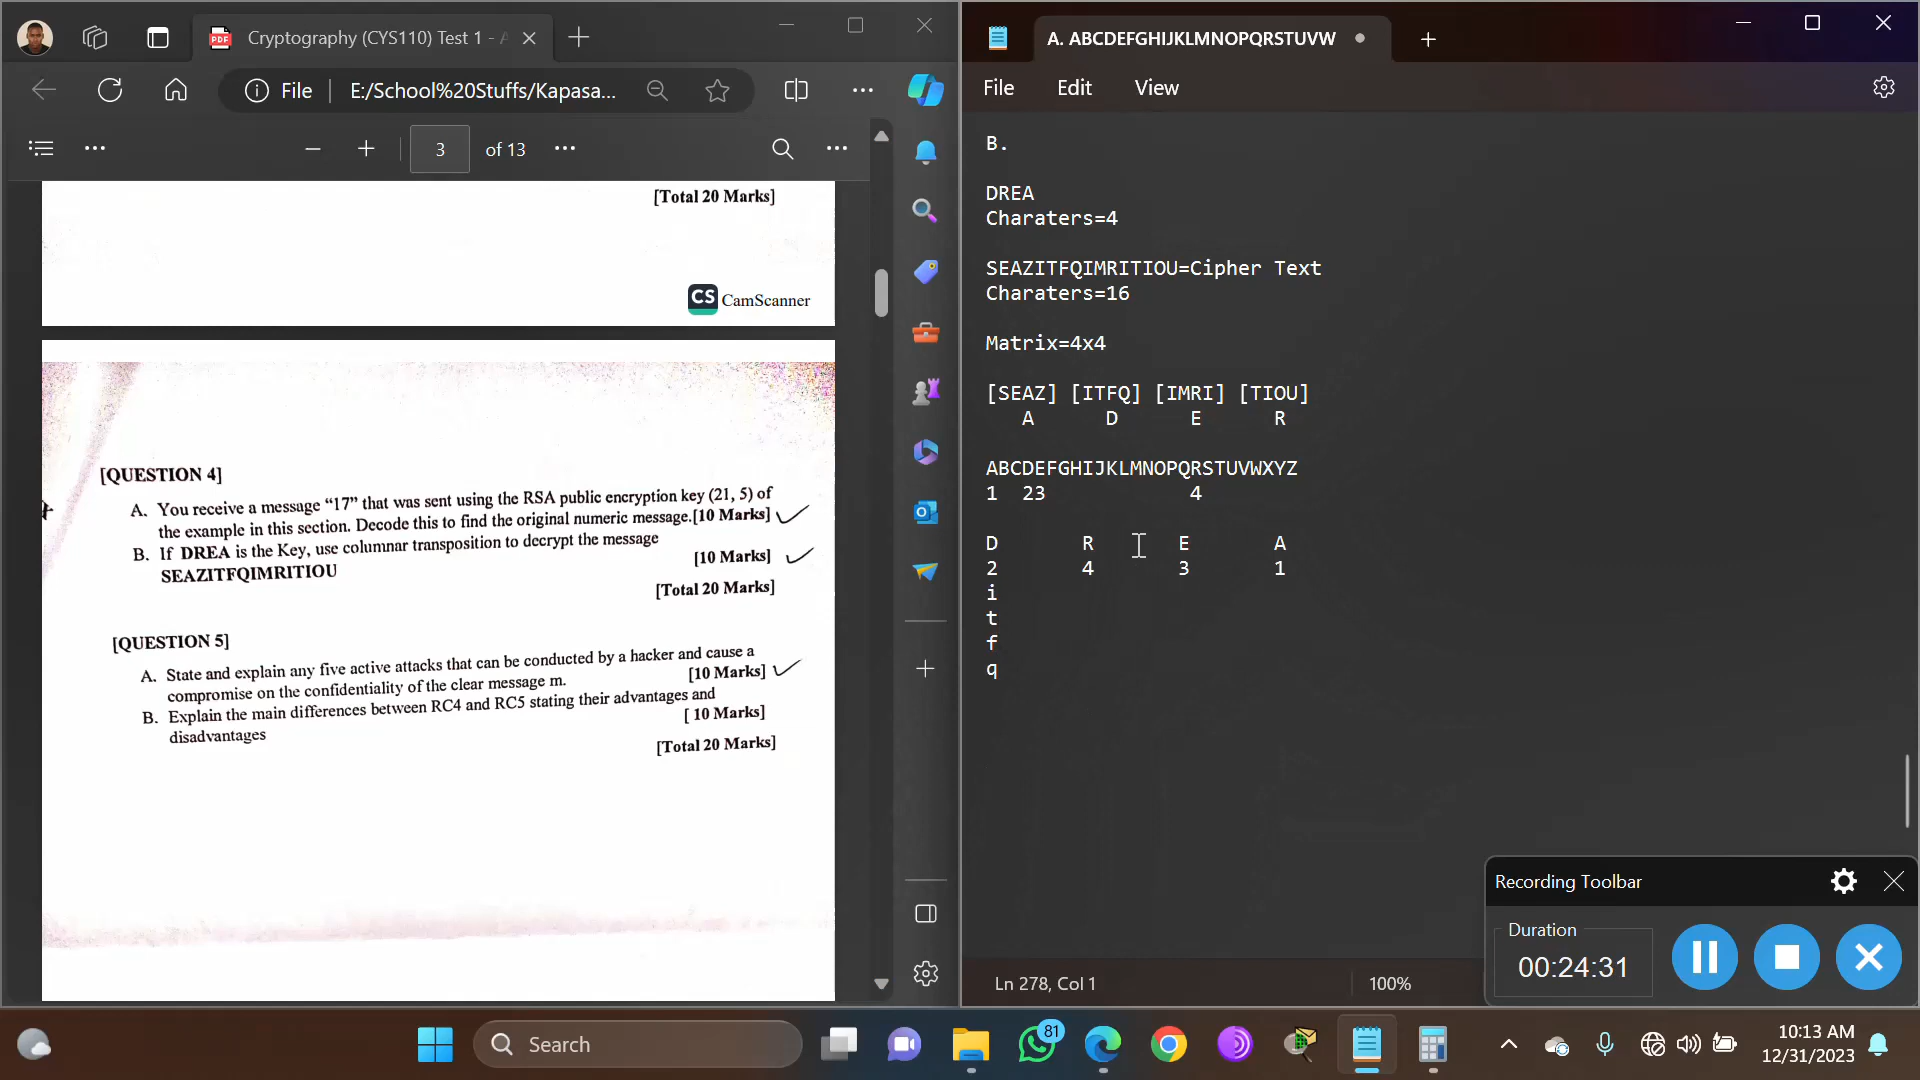 Cryptography (CYS110) Test 1 - A
File
E:/School%20Stuffs/Kapasa...
3
of 13
[Total 20 Marks]
CS CamScanner
[QUESTION 4]
A. You receive a message “17” that was sent using the RSA public encryption key (21, 5) of
the example in this section. Decode this to find the original numeric message.[10 Marks]
B. If DREA is the Key, use columnar transposition to decrypt the message
[10 Marks]
SEAZITFQIMRITIOU
[Total 20 Marks]
[QUESTION 5]
A. State and explain any five active attacks that can be conducted by a hacker and cause a
compromise on the confidentiality of the clear message m.
[10 Marks]
B. Explain the main differences between RC4 and RC5 stating their advantages and
disadvantages
[ 10 Marks]
[Total 20 Marks]
A. ABCDEFGHIJKLMNOPQRSTUVW
File Edit View
B.
DREA
Charaters=4
SEAZITFQIMRITIOU=Cipher Text
Charaters=16
Matrix=4x4
[SEAZ] [ITFQ] [IMRI] [TIOU]
A D E R
ABCDEFGHIJKLMNOPQRSTUVWXYZ
1 23 4
D R E A
2 4 3 1
i
t
f
q
Ln 278, Col 1
100%
Recording Toolbar
Duration
00:24:31
Search
81
10:13 AM
12/31/2023